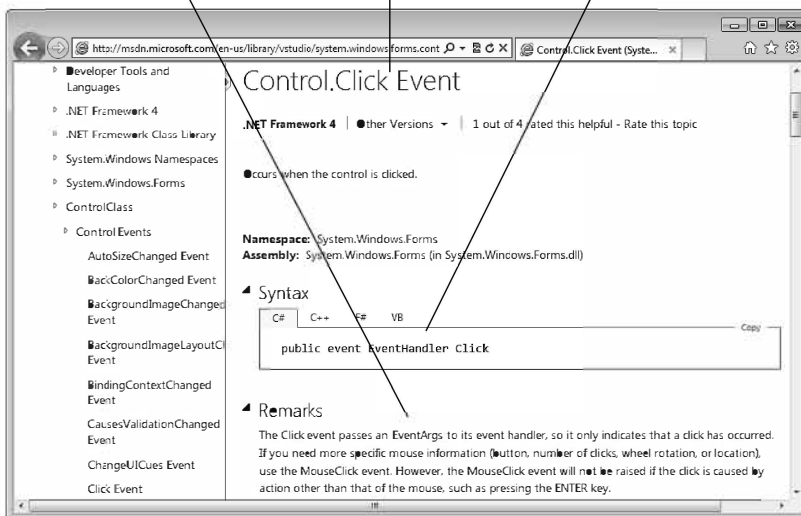 http://msdn.microsoft.com/en-us/library/vstudio/system.windows.forms.cont
Control.Click Event (Syste...
Developer Tools and
Languages
.NET Framework 4
.NET Framework Class Library
System.Windows Namespaces
System.Windows.Forms
ControlClass
Control Events
AutoSizeChanged Event
BackColorChanged Event
BackgroundImageChanged
Event
BackgroundImageLayoutCl
Event
BindingContextChanged
Event
CausesValidationChanged
Event
ChangeUICues Event
Click Event
Control.Click Event
.NET Framework 4 | Other Versions | 1 out of 4 rated this helpful - Rate this topic
Occurs when the control is clicked.
Namespace: System.Windows.Forms
Assembly: System.Windows.Forms (in System.Windows.Forms.dll)
Syntax
C# C++ F# VB
Copy
public event EventHandler Click
Remarks
The Click event passes an EventArgs to its event handler, so it only indicates that a click has occurred.
If you need more specific mouse information (button, number of clicks, wheel rotation, or location),
use the MouseClick event. However, the MouseClick event will not be raised if the click is caused by
action other than that of the mouse, such as pressing the ENTER key.